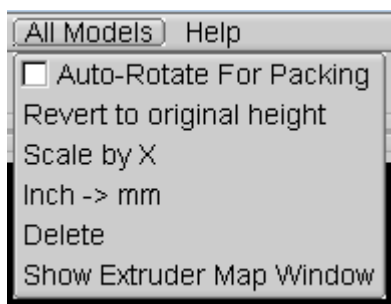 All Models Help
Auto-Rotate For Packing
Revert to original height
Scale by X
Inch -> mm
Delete
Show Extruder Map Window